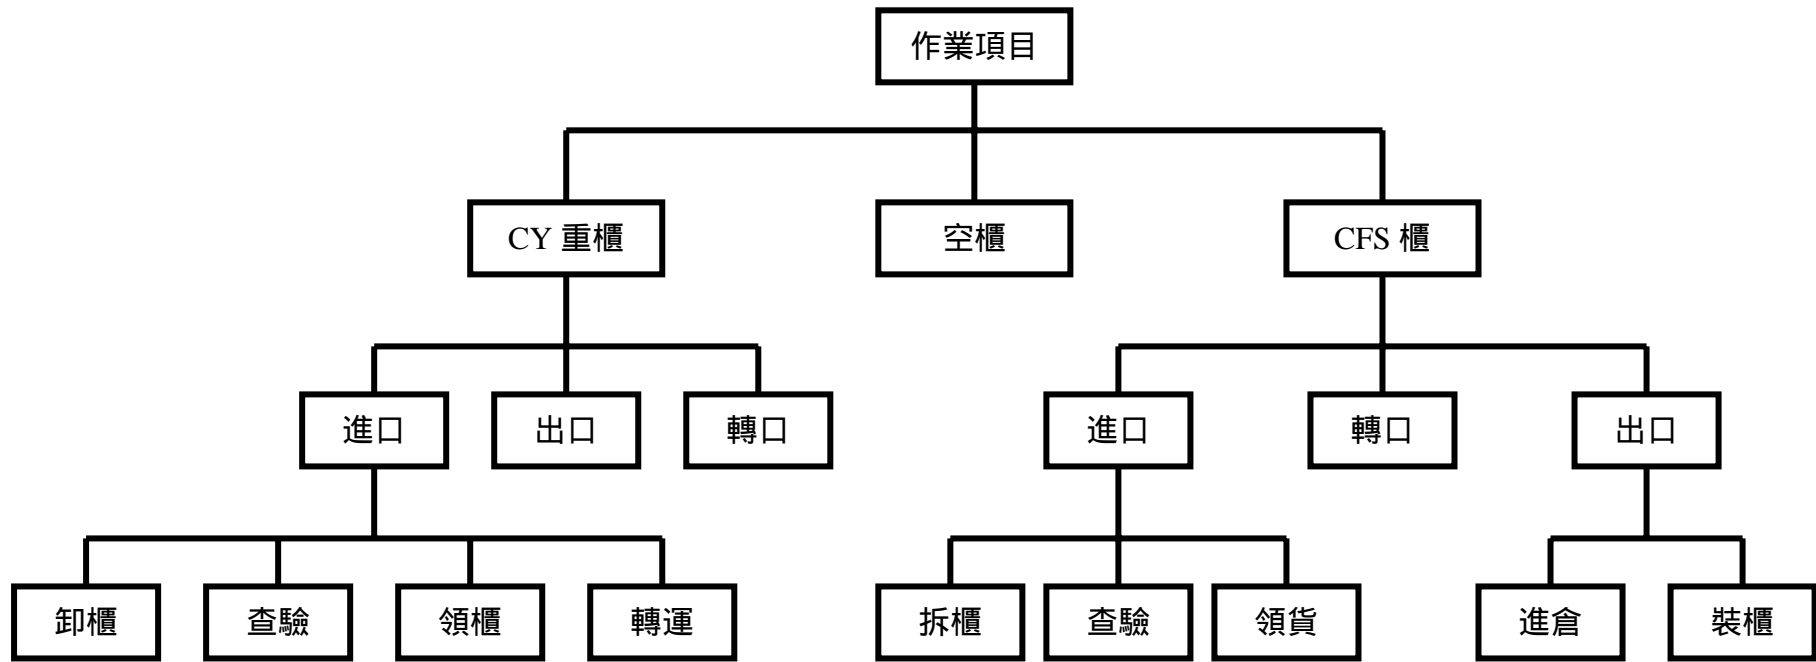 作業項目
CY 重櫃
空櫃
CFS 櫃
進口
出口
轉口
進口
轉口
出口
卸櫃
查驗
領櫃
轉運
拆櫃
查驗
領貨
進倉
裝櫃